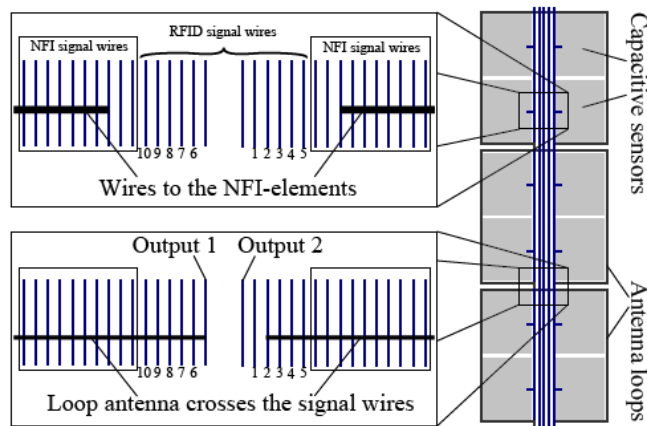 RFID signal wires
NFI signal wires
NFI signal wires
10 9 8 7 6
1 2 3 4 5
Wires to the NFI-elements
Output 1
Output 2
10 9 8 7 6
1 2 3 4 5
Loop antenna crosses the signal wires
Capacitive sensors
Antenna loops